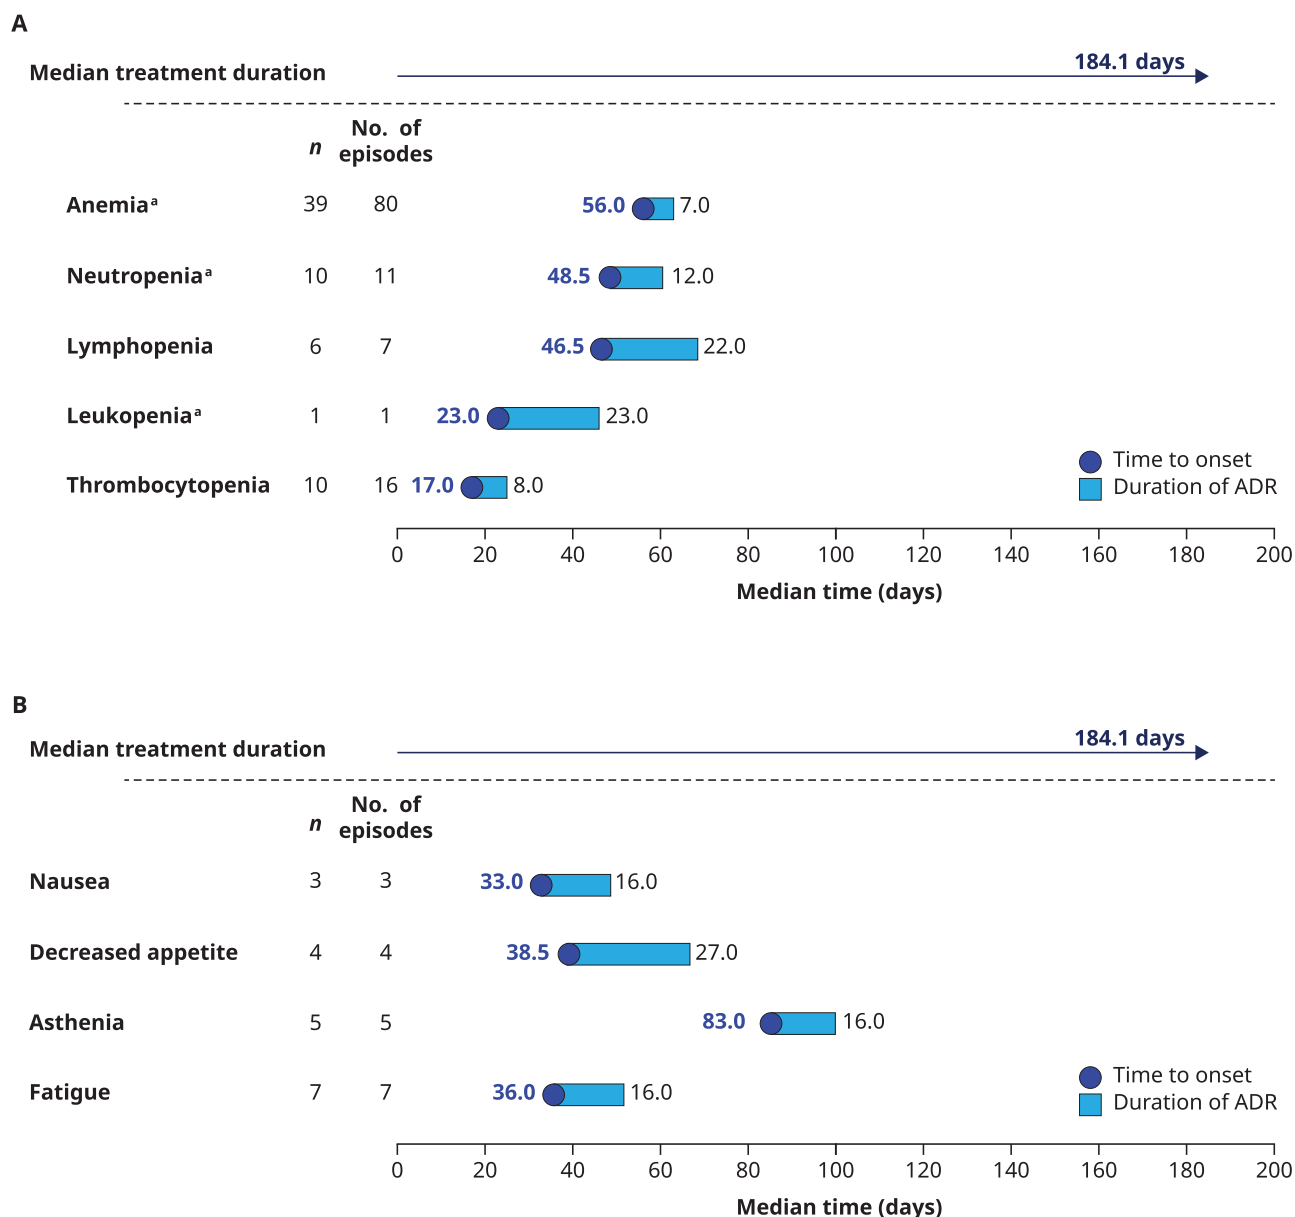 A
184.1 days
Median treatment duration
n No. of episodes
Anemiaª 39 80 56.0 7.0
Neutropeniaª 10 11 48.5 12.0
Lymphopenia 6 7 46.5 22.0
Leukopeniaª 1 1 23.0 23.0
Thrombocytopenia 10 16 17.0 8.0
Time to onset
Duration of ADR
0 20 40 60 80 100 120 140 160 180 200
Median time (days)
B
184.1 days
Median treatment duration
n No. of episodes
Nausea 3 3 33.0 16.0
Decreased appetite 4 4 38.5 27.0
Asthenia 5 5 83.0 16.0
Fatigue 7 7 36.0 16.0
Time to onset
Duration of ADR
0 20 40 60 80 100 120 140 160 180 200
Median time (days)